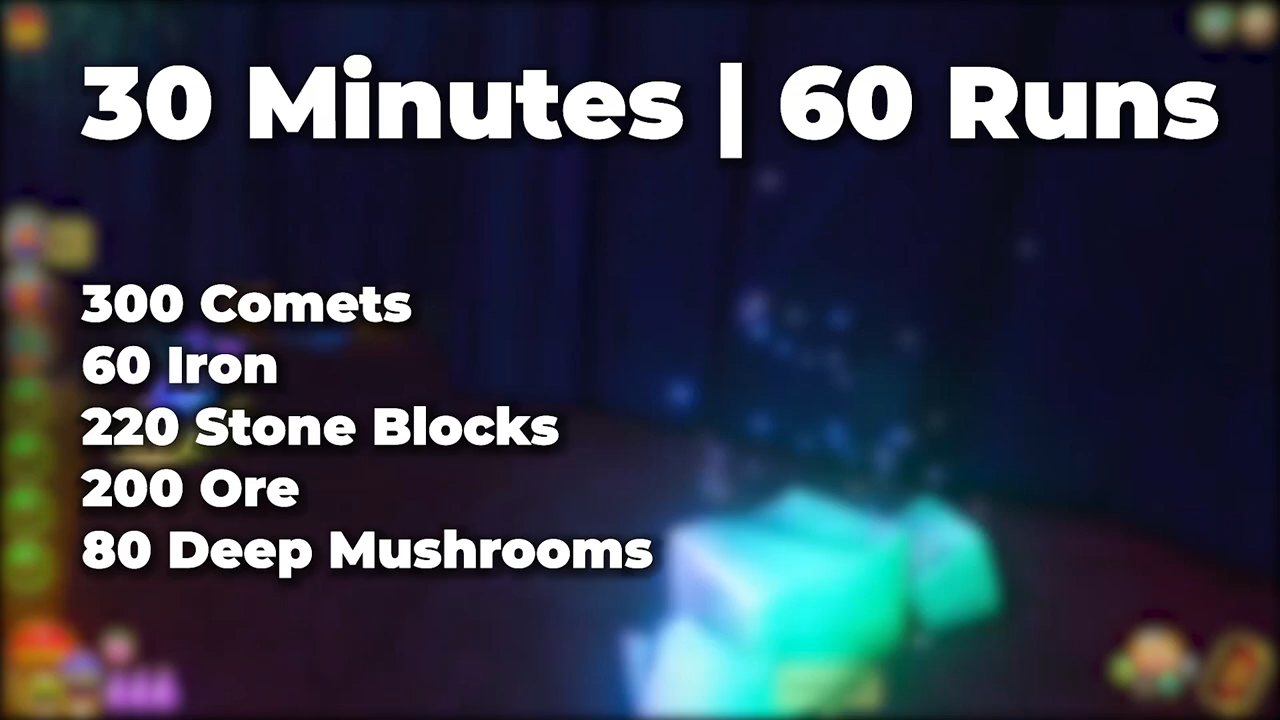 30 Minutes | 60 Runs
300 Comets
60 Iron
220 Stone Blocks
200 Ore
80 Deep Mushrooms